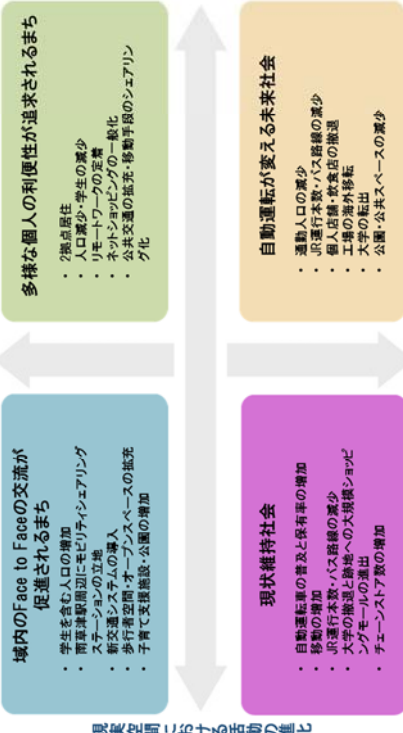 域内のFace to Faceの交流が
促進されるまち
• 学生を含む人口の増加
• 南草津駅周辺にモビリティシェアリング
ステーションの立地
• 新交通システムの導入
• 歩行者空間・オープンスペースの拡充
• 子育て支援施設・公園の増加
多様な個人の利便性が追求されるまち
• 2拠点居住
• 人口減少・学生の減少
• リモートワークの定着
• ネットショッピングの一般化
• 公共交通の拡充・移動手段のシェアリン
グ化
現状維持社会
• 自動運転車の普及と保有率の増加
• 移動の増加
• JR運行本数・バス路線の減少
• 大学の撤退と跡地への大規模ショッピ
ングモールの進出
• チェーンストア数の増加
自動運転が変える未来社会
• 通勤人口の減少
• JR運行本数・バス路線の減少
• 個人店舗・飲食店の撤退
• 工場の海外移転
• 大学の転出
• 公園・公共スペースの減少
現実空間における活動の進化